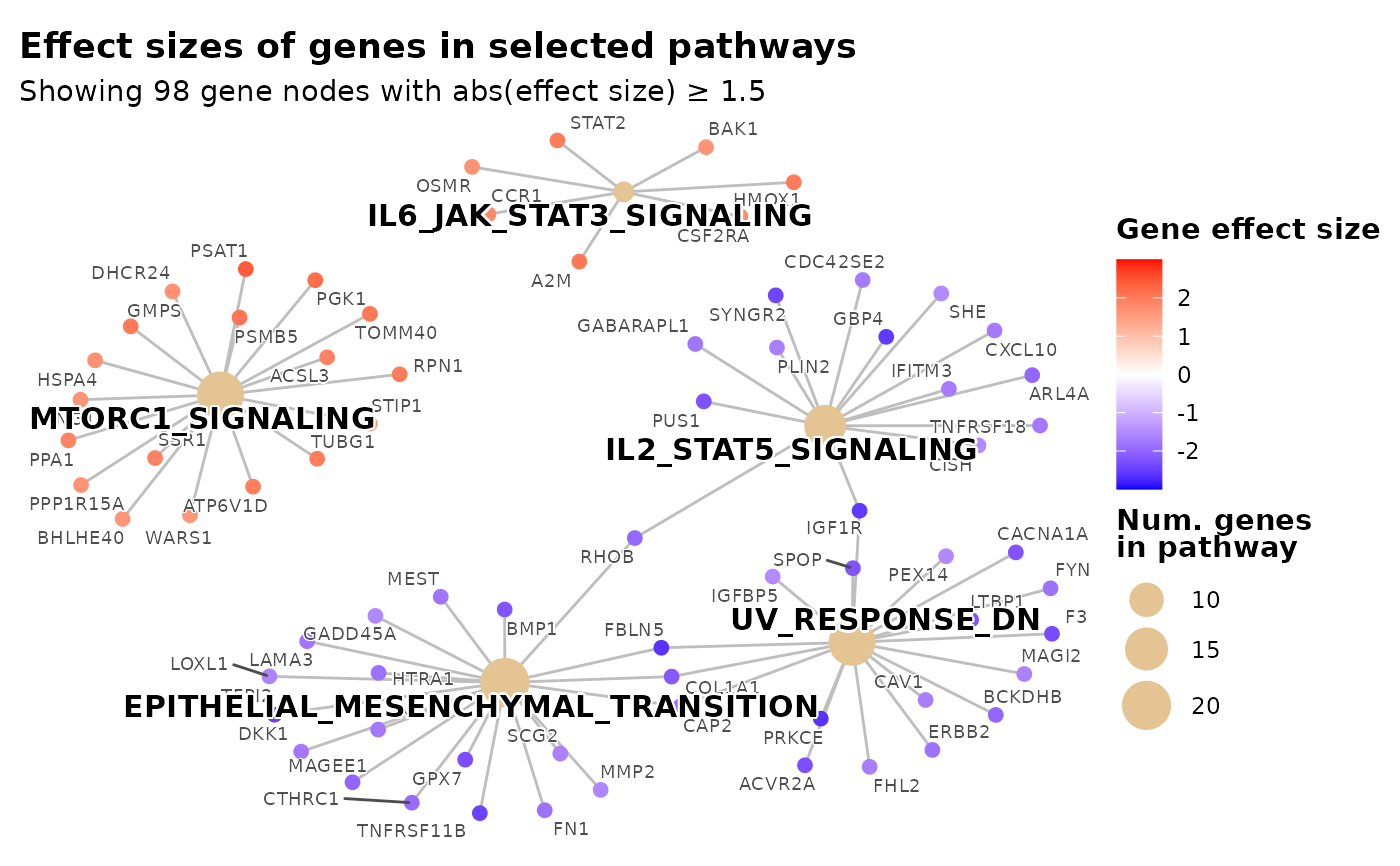 Effect sizes of genes in selected pathways
Showing 98 gene nodes with abs(effect size) ≥ 1.5
STAT2
BAK1
OSMR
CCR1
HMOX1
IL6_JAK_STAT3_SIGNALING
CSF2RA
A2M
PSAT1
DHCR24
PGK1
GMPS
PSMB5
TOMM40
ACSL3
RPN1
HSPA4
STIP1
MTORC1_SIGNALING
SSR1
TUBG1
PPA1
PPP1R15A
ATP6V1D
BHLHE40
WARS1
CDC42SE2
SYNGR2
GBP4
SHE
GABARAPL1
PLIN2
CXCL10
IFITM3
ARL4A
PUS1
TNFRSF18
IL2_STAT5_SIGNALING
CISH
IGF1R
RHOB
SPOP
CACNA1A
PEX14
FYN
IGFBP5
LTBP1
F3
UV_RESPONSE_DN
MAGI2
CAV1
BCKDHB
ERBB2
PRKCE
ACVR2A
FHL2
MEST
BMP1
FBLN5
GADD45A
LOXL1
LAMA3
HTRA1
COL1A1
TFPI2
EPITHELIAL_MESENCHYMAL_TRANSITION
CAP2
DKK1
SCG2
MAGEE1
GPX7
MMP2
CTHRC1
TNFRSF11B
FN1
Gene effect size
2
1
0
-1
-2
Num. genes
in pathway
10
15
20